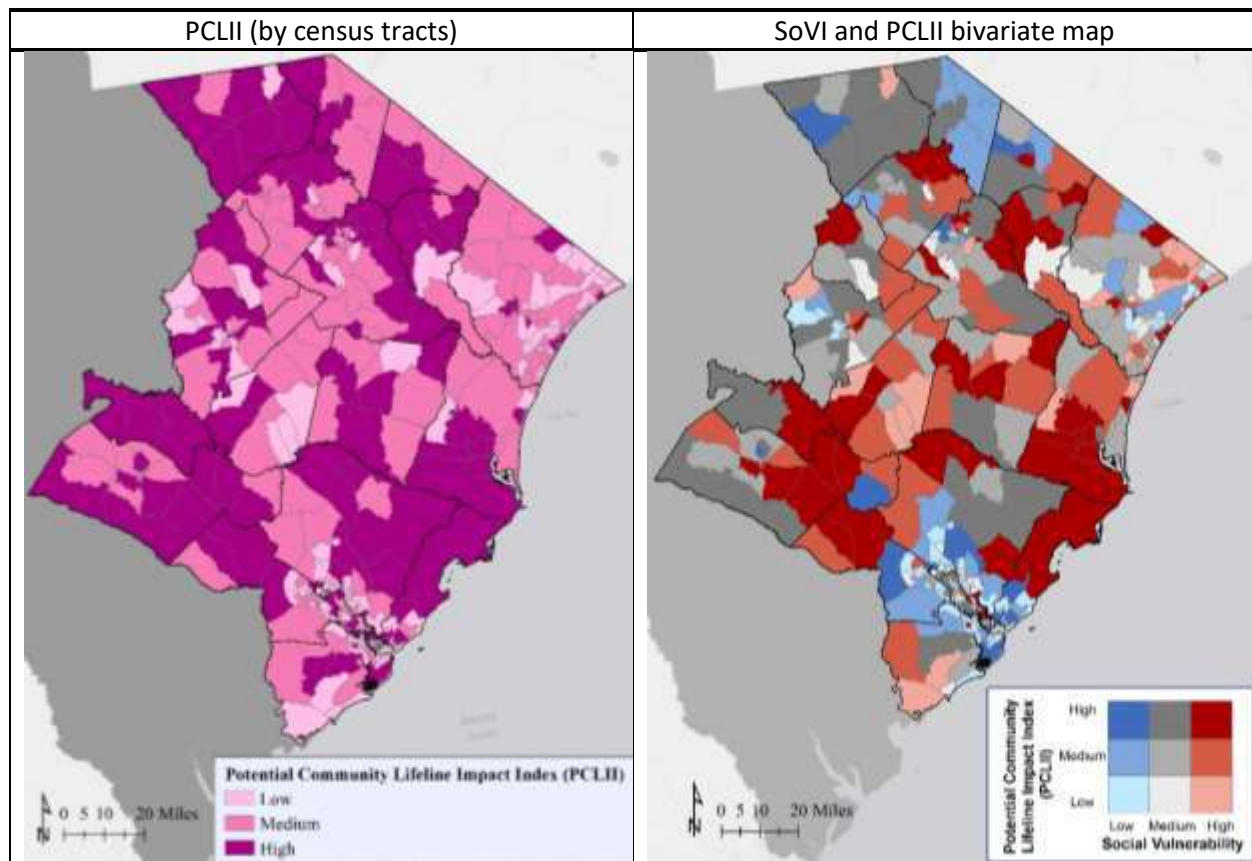 PCLII (by census tracts)
SoVI and PCLII bivariate map
Potential Community Lifeline Impact Index (PCLII)
Low
Medium
High
N
0 5 10 20 Miles
N
0 5 10 20 Miles
Potential Community
Lifeline Impact Index
(PCLII)
High
Medium
Low
Low Medium High
Social Vulnerability